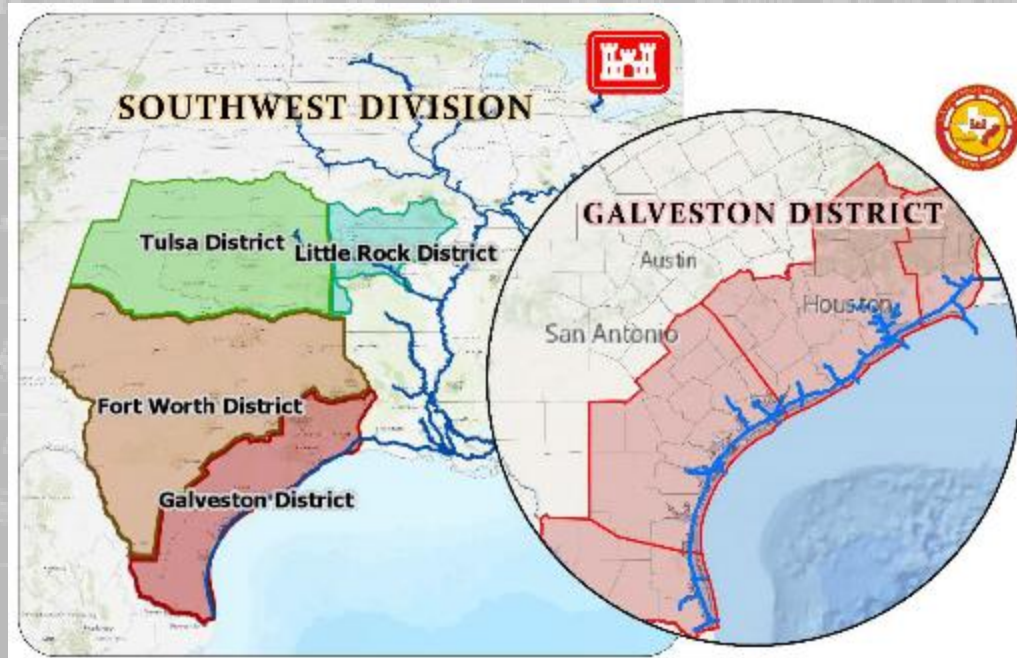 SOUTHWEST DIVISION
Tulsa District
Little Rock District
Fort Worth District
Galveston District
GALVESTON DISTRICT
Austin
Houston
San Antonio